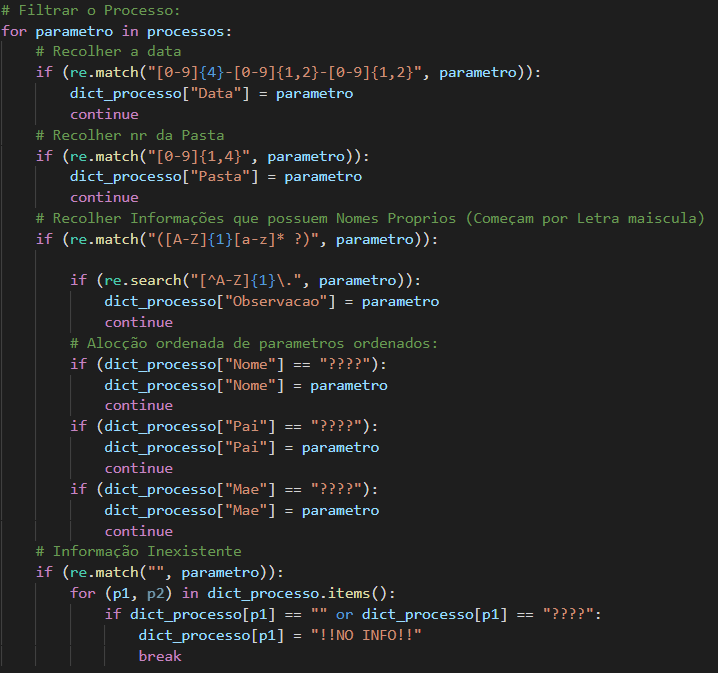 # Filtrar o Processo:
for parametro in processos:
    # Recolher a data
    if (re.match("[0-9]{4}-[0-9]{1,2}-[0-9]{1,2}", parametro)):
        dict_processo["Data"] = parametro
        continue
    # Recolher nr da Pasta
    if (re.match("[0-9]{1,4}", parametro)):
        dict_processo["Pasta"] = parametro
        continue
    # Recolher Informações que possuem Nomes Proprios (Começam por Letra maiscula)
    if (re.match("([A-Z]{1}[a-z]* ?)", parametro)):
        if (re.search("[^A-Z]{1}\.", parametro)):
            dict_processo["Observacao"] = parametro
            continue
        # Alocção ordenada de parametros ordenados:
        if (dict_processo["Nome"] == "????"):
            dict_processo["Nome"] = parametro
            continue
        if (dict_processo["Pai"] == "????"):
            dict_processo["Pai"] = parametro
            continue
        if (dict_processo["Mae"] == "????"):
            dict_processo["Mae"] = parametro
            continue
    # Informação Inexistente
    if (re.match("", parametro)):
        for (p1, p2) in dict_processo.items():
            if dict_processo[p1] == "" or dict_processo[p1] == "????":
                dict_processo[p1] = "!!NO INFO!!"
                break